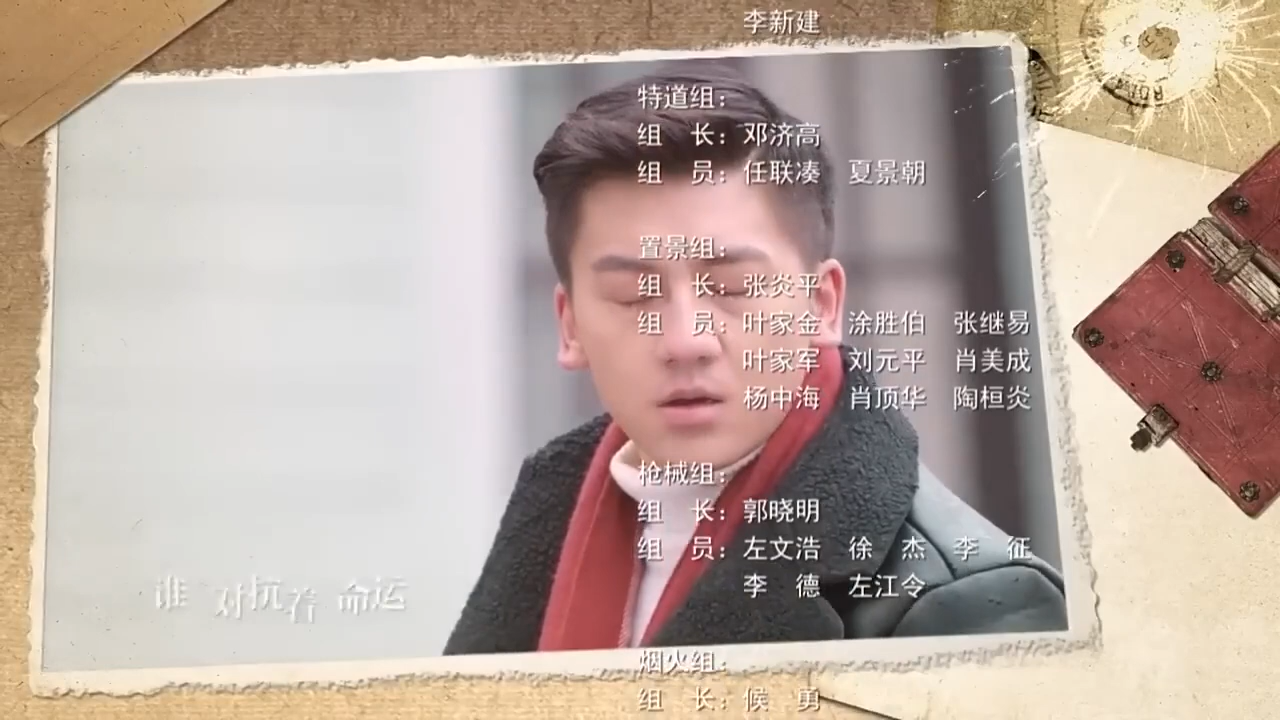 李新建
特道组：
组　长：邓济高
组　员：任联凑　夏景朝
置景组：
组　长：张炎平
组　员：叶家金　涂胜伯　张继易
叶家军　刘元平　肖美成
杨中海　肖顶华　陶桓炎
枪械组：
组　长：郭晓明
组　员：左文浩　徐　杰　李　征
李　德　左江令
谁 对抗着 命运
烟火组：
组　长：候　勇